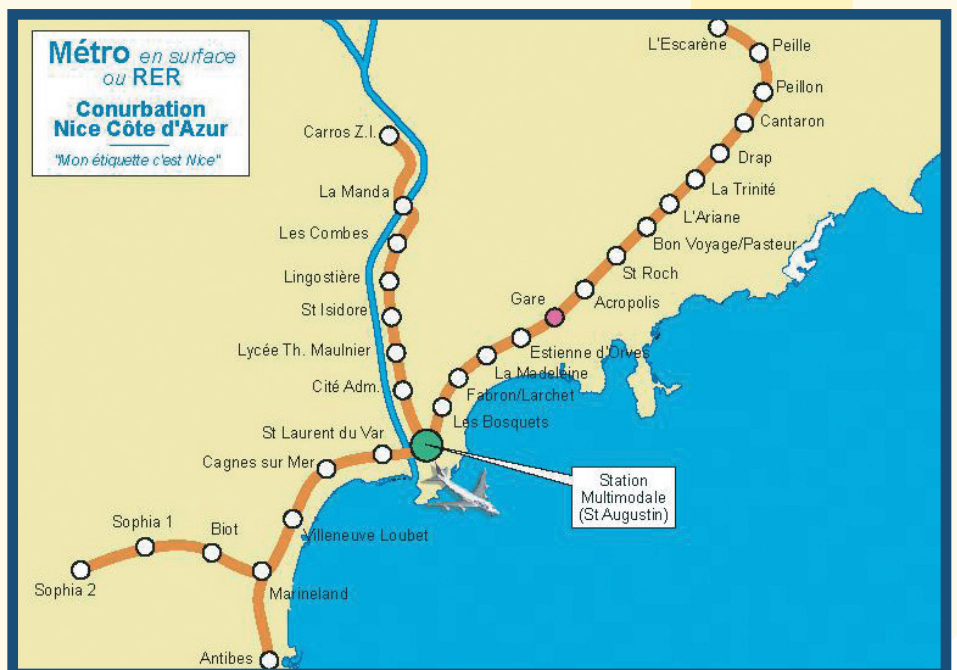 Métro en surface
ou RER
Conurbation
Nice Côte d'Azur
"Mon étiquette c'est Nice"
L'Escarène
Peille
Peillon
Cantaron
Drap
La Trinité
L'Ariane
Bon Voyage/Pasteur
St Roch
Acropolis
Gare
Estienne d'Orves
La Madeleine
Fabron/Larchet
Les Bosquets
Carros Z.I.
La Manda
Les Combes
Lingostière
St Isidore
Lycée Th. Maulnier
Cité Adm.
St Laurent du Var
Cagnes sur Mer
Station
Multimodale
(St Augustin)
Villeneuve Loubet
Sophia 1
Biot
Sophia 2
Marineland
Antibes